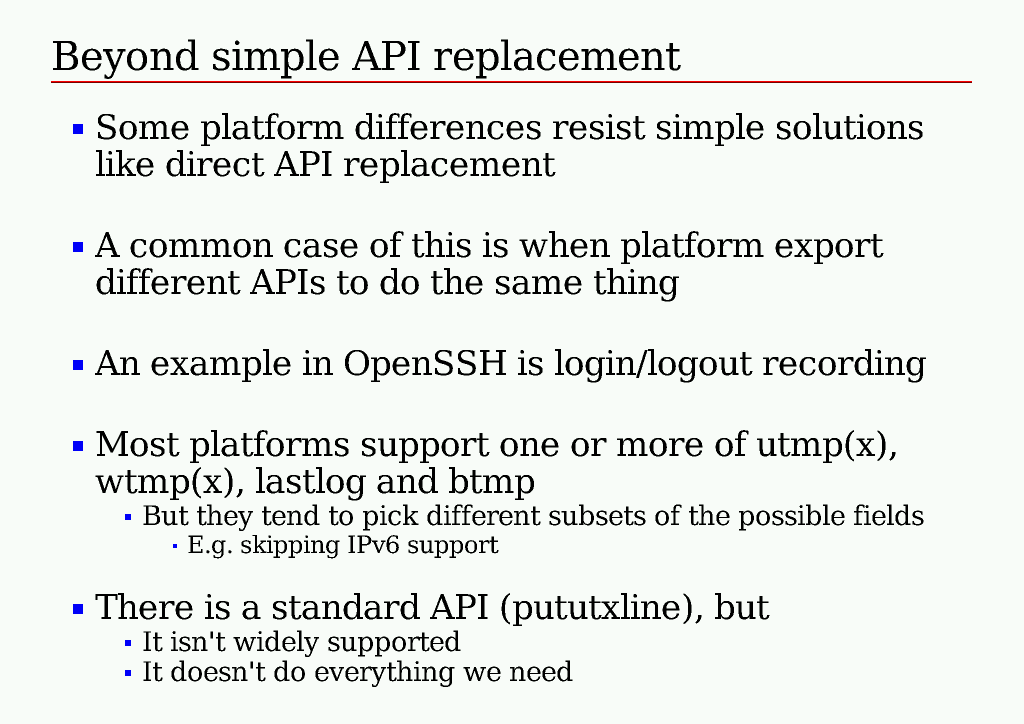 Beyond simple API replacement
Some platform differences resist simple solutions
like direct API replacement
A common case of this is when platform export
different APIs to do the same thing
An example in OpenSSH is login/logout recording
Most platforms support one or more of utmp(x),
wtmp(x), lastlog and btmp
But they tend to pick different subsets of the possible fields
E.g. skipping IPv6 support
There is a standard API (pututxline), but
It isn't widely supported
It doesn't do everything we need